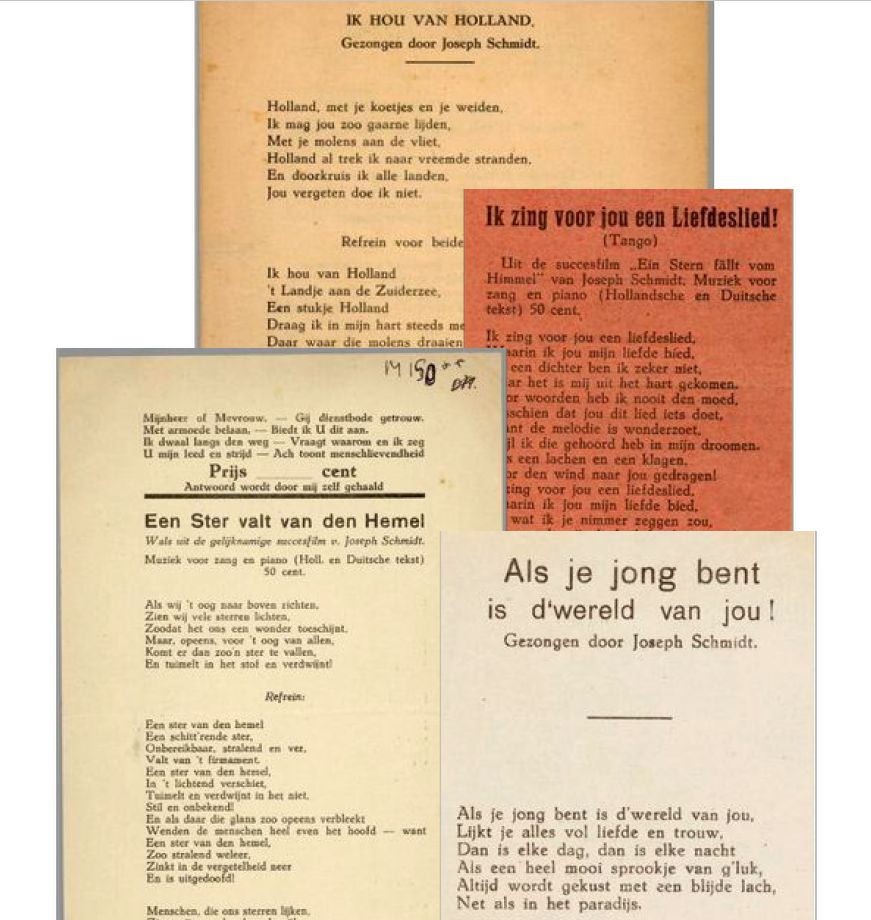 IK HOU VAN HOLLAND.
Gezongen door Joseph Schmidt.
Holland, met je koetjes en je weiden,
Ik mag jou zoo gaarne lijden,
Met je molens aan de vliet,
Holland al trek ik naar vreemde stranden,
En doorkruis ik alle landen,
Jou vergeten doe ik niet.
Refrein voor beide
Ik hou van Holland
't Landje aan de Zuiderzee,
Een stukje Holland
Draag ik in mijn hart steeds me
Daar waar die molens draaien
Ik zing voor jou een Liefdeslied!
(Tango)
Uit de succesfilm „Ein Stern fällt vom
Himmel" van Joseph Schmidt. Muziek voor
zang en piano (Hollandsche en Duitsche
tekst) 50 cent.
Ik zing voor jou een liefdeslied,
aarin ik jou mijn liefde bied,
een dichter ben ik zeker niet,
ar het is mij uit het hart gekomen.
or woorden heb ik nooit den moed,
sschien dat jou dit lied iets doet,
ant de melodie is wonderzoet,
jl ik die gehoord heb in mijn droomen.
s een lachen en een klagen,
or den wind naar jou gedragen!
zing voor jou een liefdeslied,
aarin ik jou mijn liefde bied,
wat ik je nimmer zeggen zou,
Mijnheer of Mevrouw. — Gij dienstbode getrouw.
Met armoede belaan, — Biedt ik U dit aan.
Ik dwaal langs den weg — Vraagt waarom en ik zeg
U mijn leed en strijd — Ach toont menschlievendheid
Prijs ______ cent
Antwoord wordt door mij zelf gehaald
Een Ster valt van den Hemel
Wals uit de gelijknamige succesfilm v. Joseph Schmidt.
Muziek voor zang en piano (Holl. en Duitsche tekst)
50 cent.
Als wij 't oog naar boven richten,
Zien wij vele sterren lichten,
Zoodat het ons een wonder toeschijnt.
Maar, opeens, voor 't oog van allen,
Komt er dan zoo'n ster te vallen,
En tuimelt in het stof en verdwijnt!
Refrein:
Een ster van den hemel
Een schitt'rende ster,
Onbereikbaar, stralend en ver,
Valt van 't firmament.
Een ster van den hemel,
In 't lichtend verschiet,
Tuimelt en verdwijnt in het niet,
Stil en onbekend!
En als daar die glans zoo opeens verbleekt
Wenden de menschen heel even het hoofd — want
Een ster van den hemel,
Zoo stralend weleer,
Zinkt in de vergetelheid neer
En is uitgedoofd!
Menschen, die ons sterren lijken,
Als je jong bent
is d'wereld van jou!
Gezongen door Joseph Schmidt.
Als je jong bent is d'wereld van jou,
Lijkt je alles vol liefde en trouw,
Dan is elke dag, dan is elke nacht
Als een heel mooi sprookje van g'luk,
Altijd wordt gekust met een blijde lach,
Net als in het paradijs.